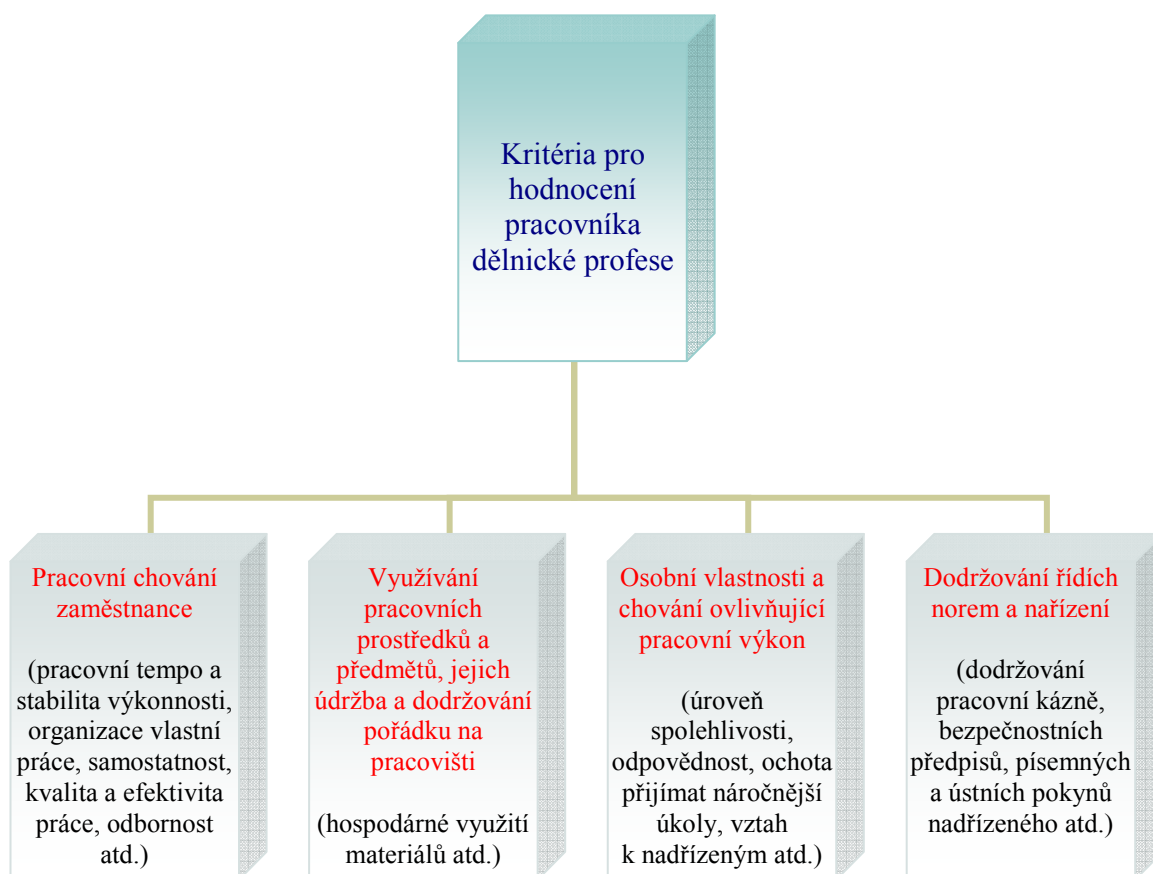 Kritéria pro
hodnocení
pracovníka
dělnické profese
Pracovní chování
zaměstnance
(pracovní tempo a
stabilita výkonnosti,
organizace vlastní
práce, samostatnost,
kvalita a efektivita
práce, odbornost
atd.)
Využívání
pracovních
prostředků a
předmětů, jejich
údržba a dodržování
pořádku na
pracovišti
(hospodárné využití
materiálů atd.)
Osobní vlastnosti a
chování ovlivňující
pracovní výkon
(úroveň
spolehlivosti,
odpovědnost, ochota
přijímat náročnější
úkoly, vztah
k nadřízeným atd.)
Dodržování řídích
norem a nařízení
(dodržování
pracovní kázně,
bezpečnostních
předpisů, písemných
a ústních pokynů
nadřízeného atd.)